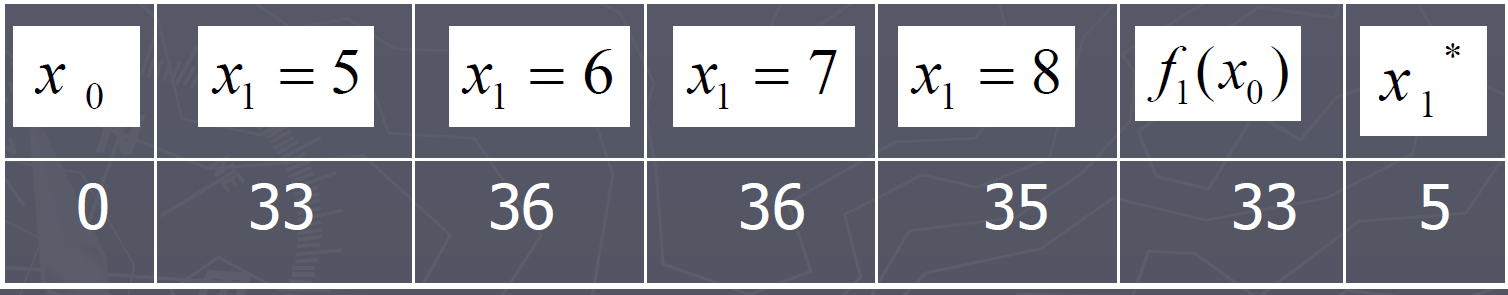 x₀ x₁ = 5 x₁ = 6 x₁ = 7 x₁ = 8 f₁(x₀) x₁*
0 33 36 36 35 33 5